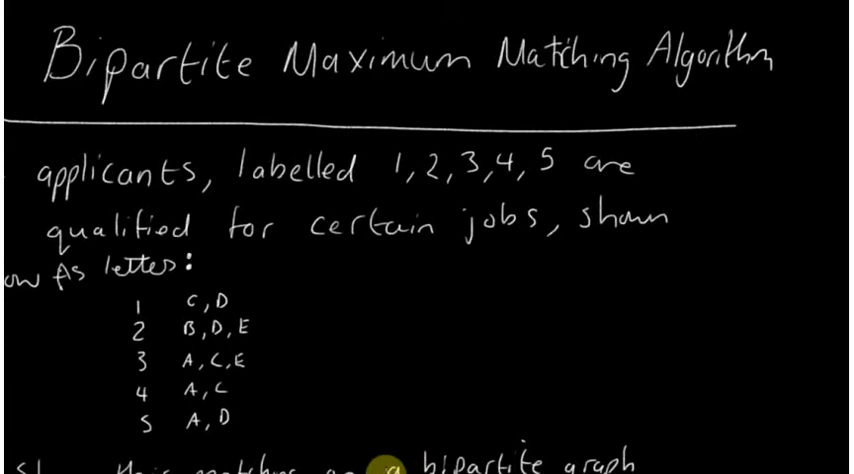 Bipartite Maximum Matching Algorithm
applicants, labelled 1,2,3,4,5 are
qualified for certain jobs, shown
as letters:
1 C,D
2 B,D,E
3 A,C,E
4 A,C
5 A,D
a bipartite graph